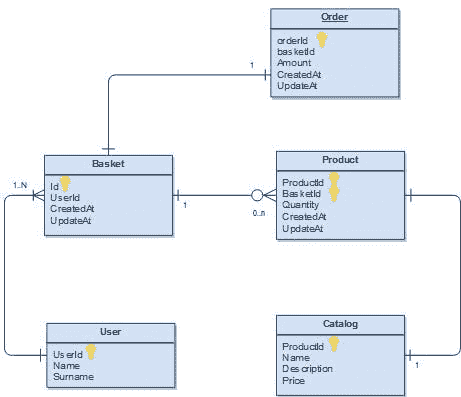 Order
orderId
basketId
Amount
CreatedAt
UpdateAt
1
Basket
Id
UserId
CreatedAt
UpdateAt
1..N
1
0..n
Product
ProductId
BasketId
Quantity
CreatedAt
UpdateAt
User
UserId
Name
Surname
Catalog
ProductId
Name
Description
Price
1